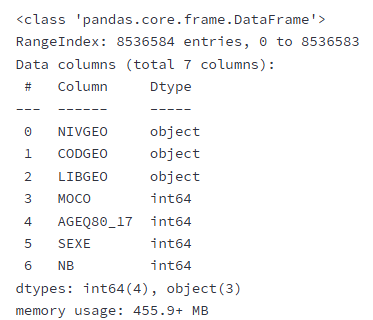 <class 'pandas.core.frame.DataFrame'>
RangeIndex: 8536584 entries, 0 to 8536583
Data columns (total 7 columns):
 #   Column     Dtype
---  ------     -----
 0   NIVGEO     object
 1   CODGEO     object
 2   LIBGEO     object
 3   MOCO       int64
 4   AGEQ80_17  int64
 5   SEXE       int64
 6   NB         int64
dtypes: int64(4), object(3)
memory usage: 455.9+ MB